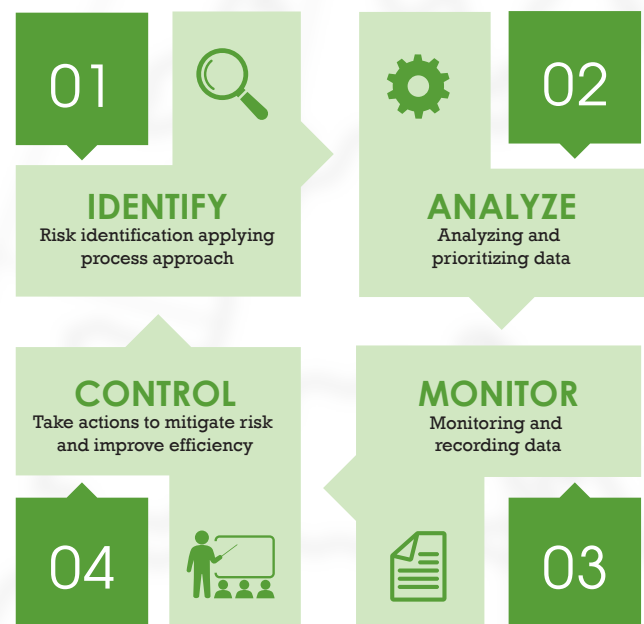 01
IDENTIFY
Risk identification applying
process approach
02
ANALYZE
Analyzing and
prioritizing data
MONITOR
Monitoring and
recording data
03
CONTROL
Take actions to mitigate risk
and improve efficiency
04